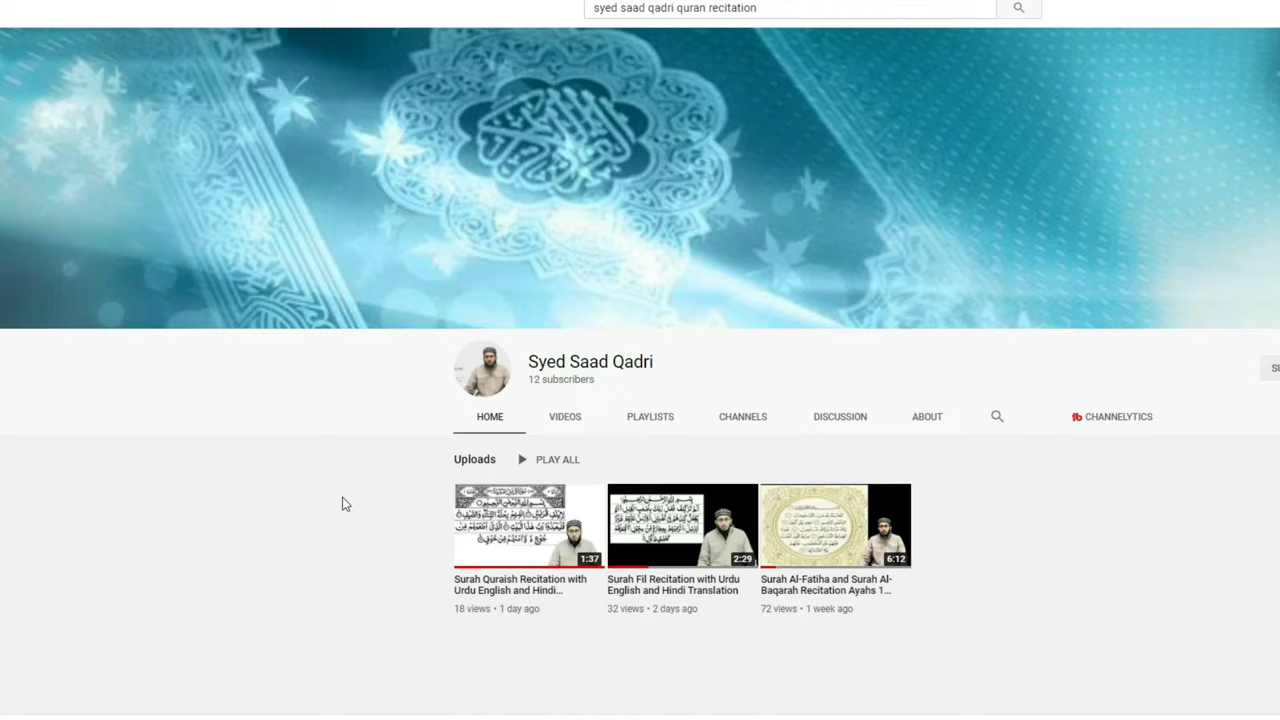 syed saad qadri quran recitation
Syed Saad Qadri
12 subscribers
HOME VIDEOS PLAYLISTS CHANNELS DISCUSSION ABOUT CHANNELYTICS
Uploads PLAY ALL
1:37 2:29 6:12
Surah Quraish Recitation with
Urdu English and Hindi...
18 views • 1 day ago
Surah Fil Recitation with Urdu
English and Hindi Translation
32 views • 2 days ago
Surah Al-Fatiha and Surah Al-
Baqarah Recitation Ayahs 1...
72 views • 1 week ago